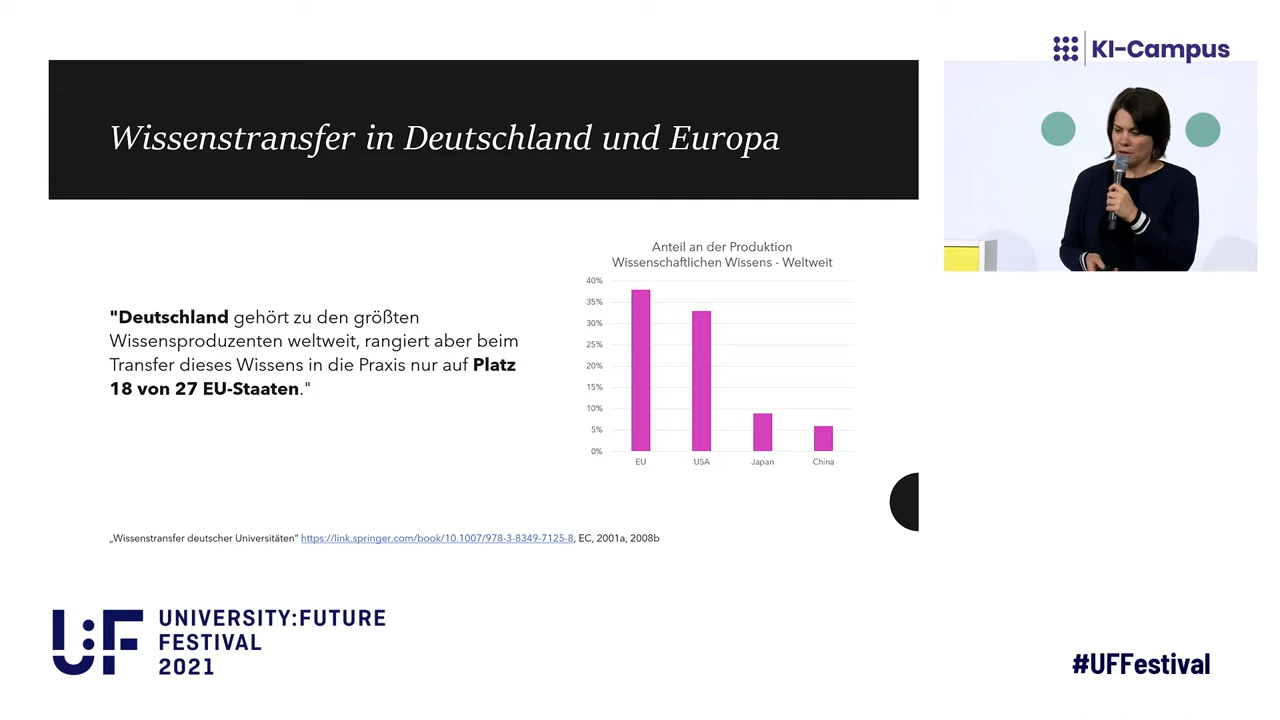 KI-Campus
Wissenstransfer in Deutschland und Europa
"Deutschland gehört zu den größten
Wissensproduzenten weltweit, rangiert aber beim
Transfer dieses Wissens in die Praxis nur auf Platz
18 von 27 EU-Staaten."
Anteil an der Produktion
Wissenschaftlichen Wissens - Weltweit
40%
35%
30%
25%
20%
15%
10%
5%
0%
EU USA Japan China
„Wissenstransfer deutscher Universitäten“ https://link.springer.com/book/10.1007/978-3-8349-7125-8, EC, 2001a, 2008b
U:F
UNIVERSITY:FUTURE
FESTIVAL
2021
#UFFestival